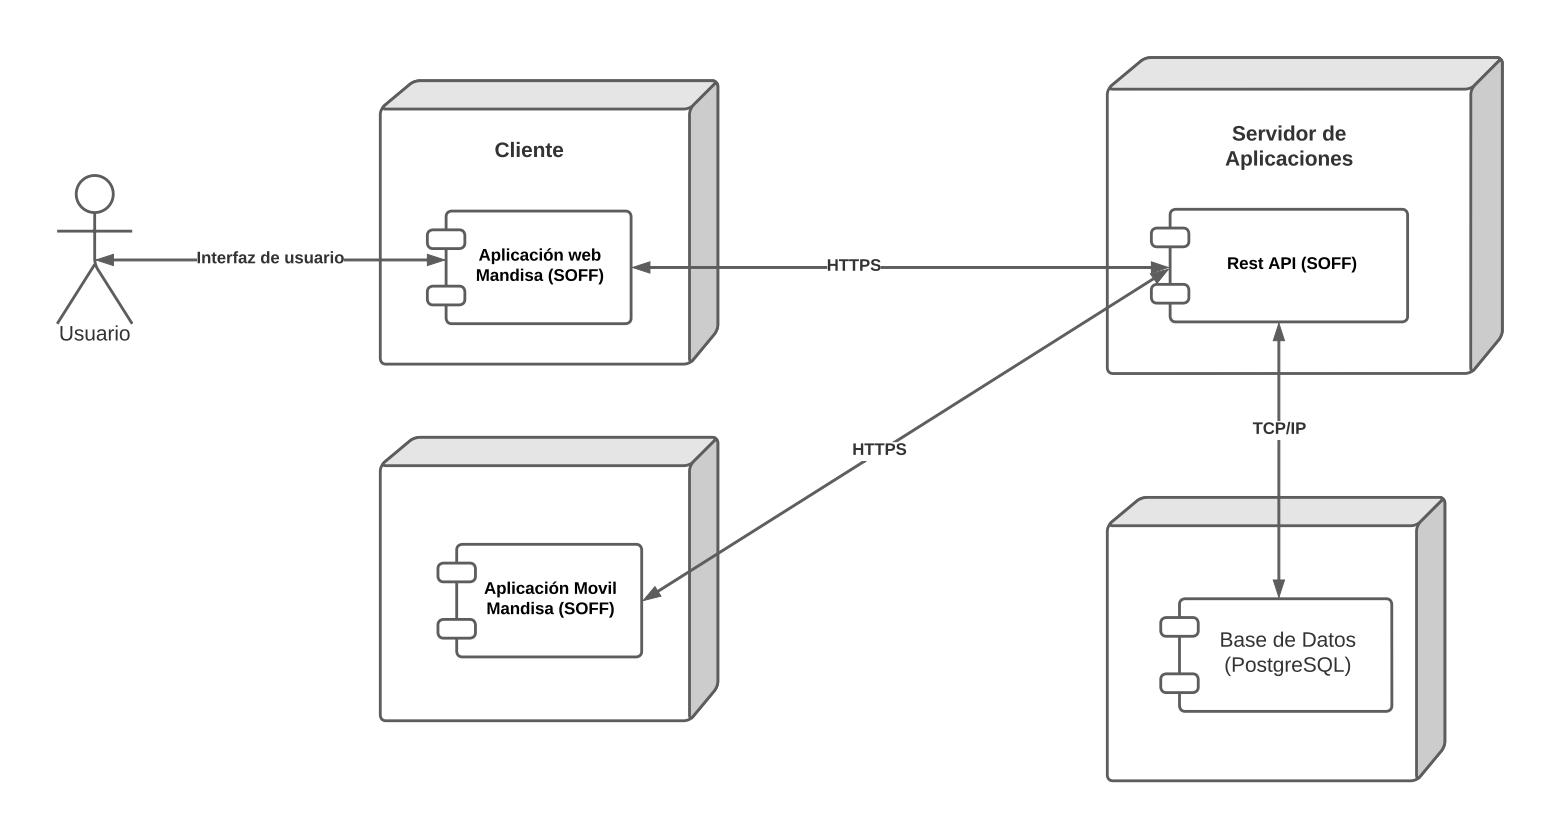 Cliente
Servidor de
Aplicaciones
Usuario
Interfaz de usuario
Aplicación web
Mandisa (SOFF)
HTTPS
Rest API (SOFF)
HTTPS
TCP/IP
Aplicación Movil
Mandisa (SOFF)
Base de Datos
(PostgreSQL)